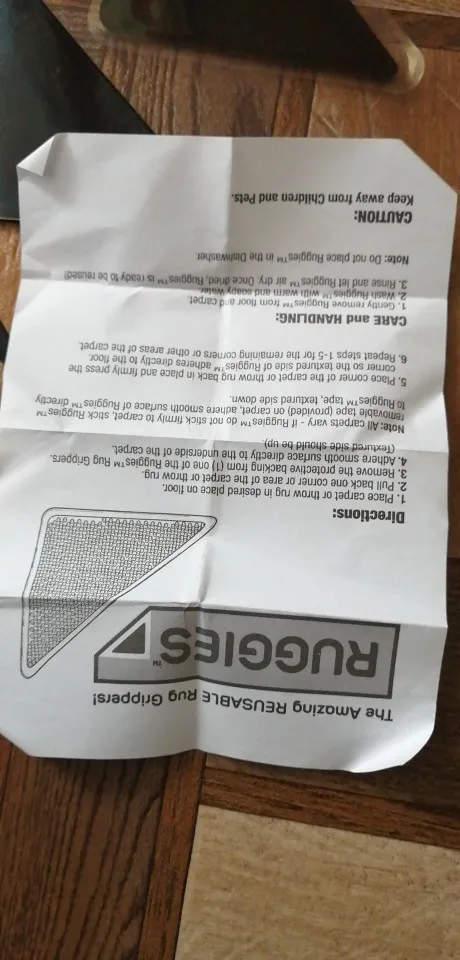 The Amazing REUSABLE Rug Grippers!
RUGGIES™
Directions:
1. Place carpet or throw rug in desired place on floor.
2. Pull back one corner or area of the carpet or throw rug.
3. Remove the protective backing from (1) one of the Ruggies™ Rug Grippers.
4. Adhere smooth surface directly to the underside of the carpet.
(Textured side should be up).
Note: All carpets vary - if Ruggies™ do not stick firmly to carpet, stick Ruggies™
removable tape (provided) on carpet, adhere smooth surface of Ruggies™ directly
to Ruggies™ tape, textured side down.
5. Place corner of the carpet or throw rug back in place and firmly press the
corner so the textured side of Ruggies™ adheres directly to the floor.
6. Repeat steps 1-5 for the remaining corners or other areas of the carpet.
CARE and HANDLING:
1. Gently remove Ruggies™ from floor and carpet.
2. Wash Ruggies™ with warm and soapy water.
3. Rinse and let Ruggies™ air dry. Once dried, Ruggies™ is ready to be reused!
Note: Do not place Ruggies™ in the Dishwasher.
CAUTION:
Keep away from Children and Pets.